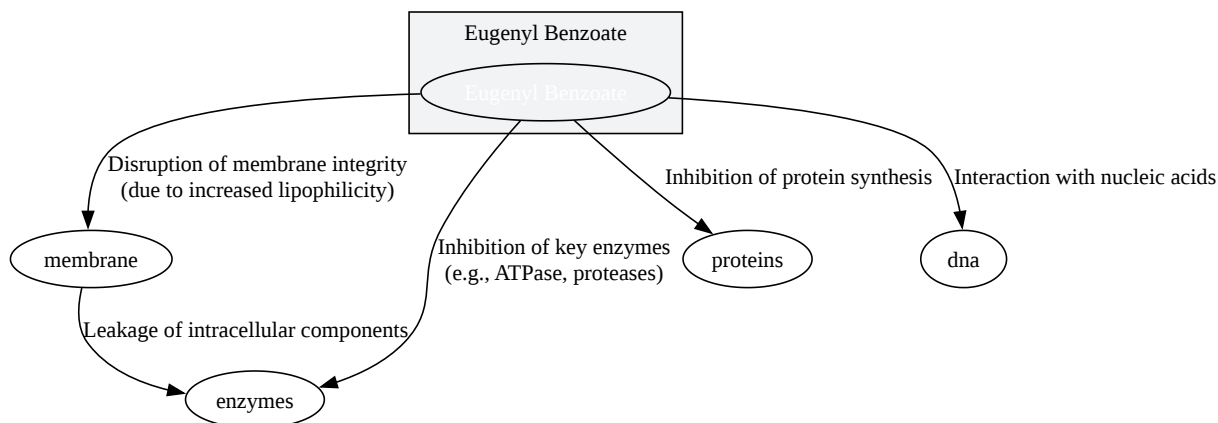 Eugenyl Benzoate
Eugenyl Benzoate
Disruption of membrane integrity
(due to increased lipophilicity)
Inhibition of protein synthesis
Interaction with nucleic acids
Inhibition of key enzymes
(e.g., ATPase, proteases)
membrane
proteins
dna
Leakage of intracellular components
enzymes